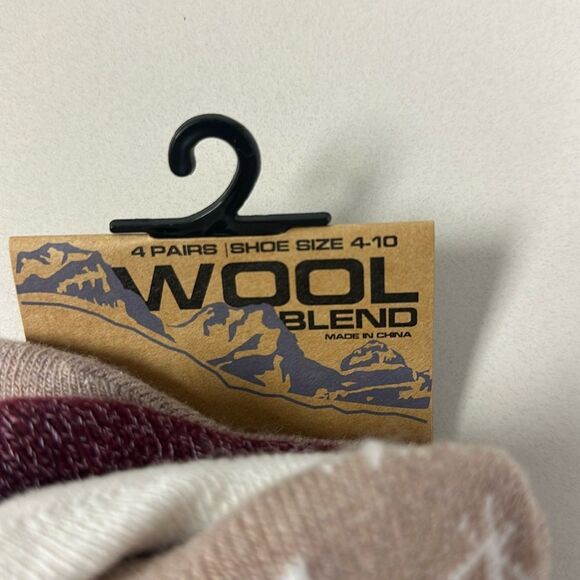 4 PAIRS | SHOE SIZE 4-10
WOOL
BLEND
MADE IN CHINA